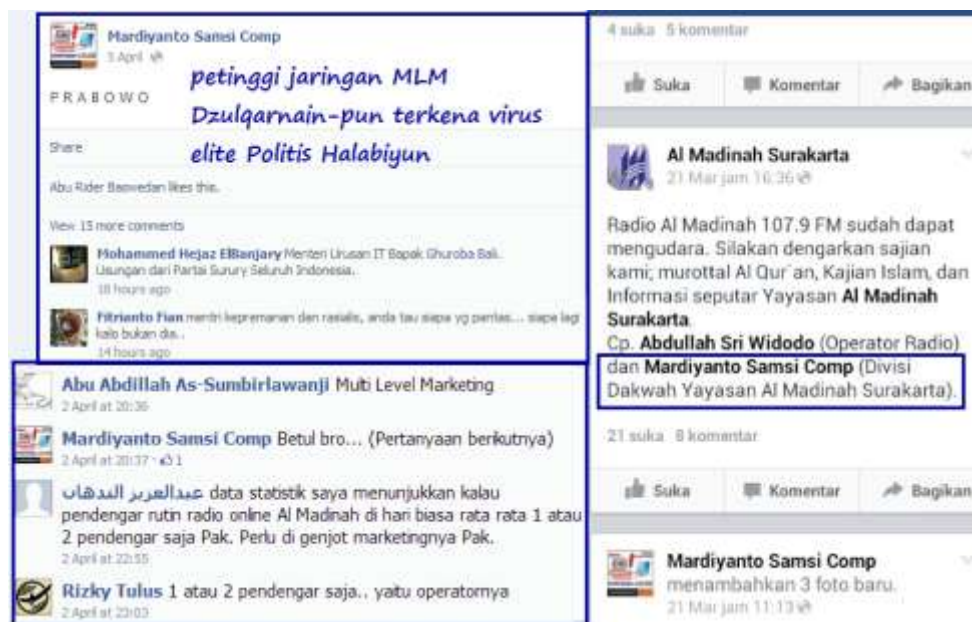 Mardiyanto Samsi Comp
3 April
PRABOWO
petinggi jaringan MLM
Dzulqarnain-pun terkena virus
elite Politis Halabiyun
Share
Abu Rider Baswedan likes this.
View 15 more comments
Mohammed Hejaz ElBanjary Menteri Urusan IT Bapak Ghuroba Bali.
Usungan dari Partai Surury Seluruh Indonesia.
18 hours ago
Fitrianto Fian mentri kepremanan dan rasialis, anda tau siapa yg pantas... siapa lagi
kalo bukan dia..
14 hours ago
Abu Abdillah As-Sumbirlawanji Multi Level Marketing
2 April at 20:36
Mardiyanto Samsi Comp Betul bro... (Pertanyaan berikutnya)
2 April at 20:37 · 1
عبدالعزيز الندهاب data statistik saya menunjukkan kalau
pendengar rutin radio online Al Madinah di hari biasa rata rata 1 atau
2 pendengar saja Pak. Perlu di genjot marketingnya Pak.
2 April at 22:55
Rizky Tulus 1 atau 2 pendengar saja.. yaitu operatornya
2 April at 23:03
4 suka 5 komentar
Suka Komentar Bagikan
Al Madinah Surakarta
21 Mar jam 16:36
Radio Al Madinah 107.9 FM sudah dapat
mengudara. Silakan dengarkan sajian
kami; murottal Al Qur`an, Kajian Islam, dan
Informasi seputar Yayasan Al Madinah
Surakarta.
Cp. Abdullah Sri Widodo (Operator Radio)
dan Mardiyanto Samsi Comp (Divisi
Dakwah Yayasan Al Madinah Surakarta).
21 suka 8 komentar
Suka Komentar Bagikan
Mardiyanto Samsi Comp
menambahkan 3 foto baru.
21 Mar jam 11:13